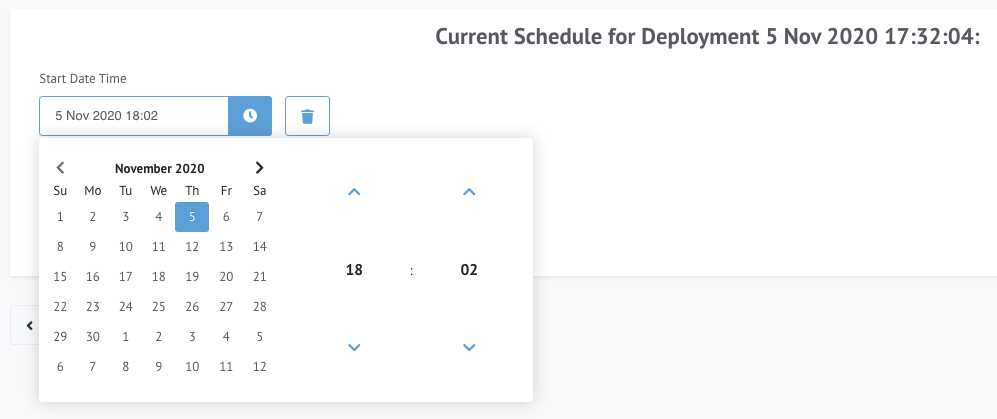 Current Schedule for Deployment 5 Nov 2020 17:32:04:
Start Date Time
5 Nov 2020 18:02
November 2020
Su Mo Tu We Th Fr Sa
1 2 3 4 5 6 7
8 9 10 11 12 13 14
15 16 17 18 19 20 21
22 23 24 25 26 27 28
29 30 1 2 3 4 5
6 7 8 9 10 11 12
18 : 02